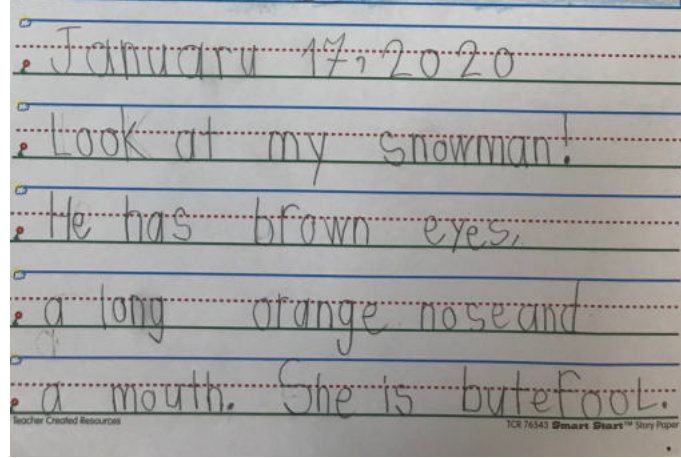 January 17, 2020
Look at my snowman!
He has brown eyes,
a long orange nose and
a mouth. She is butefool.
Teacher Created Resources
TCR 76543 Smart Start™ Story Paper